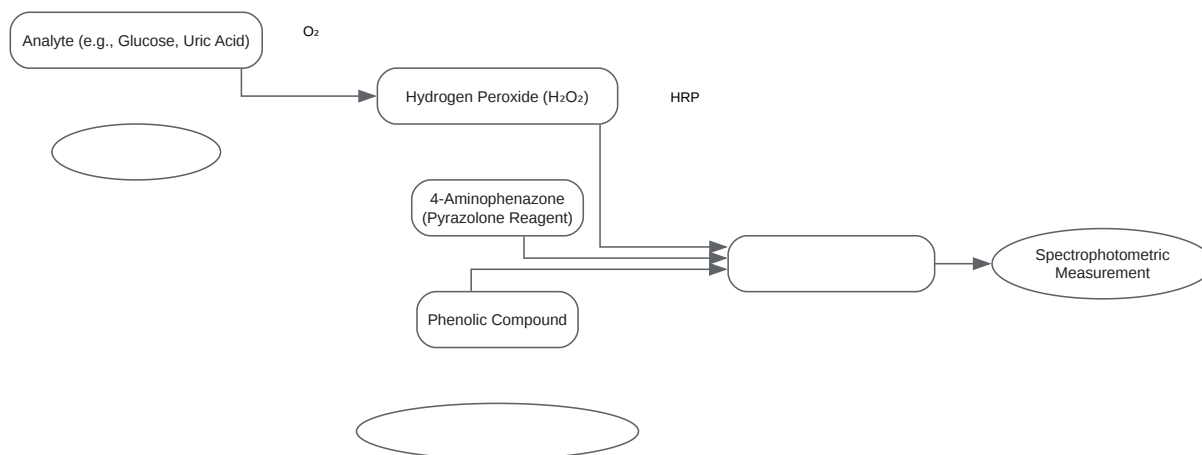 Analyte (e.g., Glucose, Uric Acid)
O₂
Hydrogen Peroxide (H₂O₂)
HRP
4-Aminophenazone
(Pyrazolone Reagent)
Phenolic Compound
Spectrophotometric
Measurement